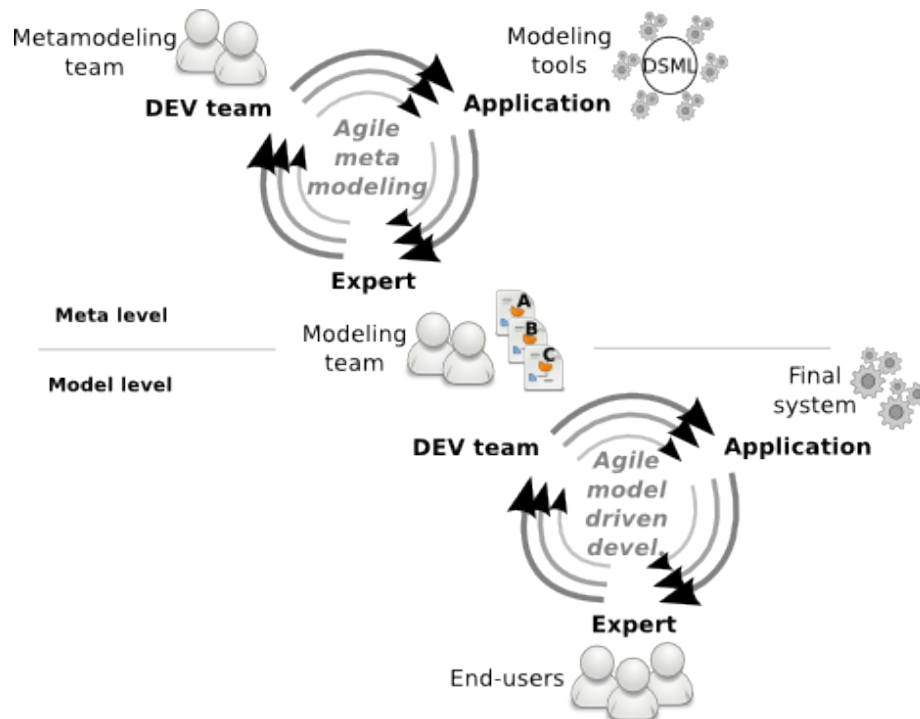 Metamodeling
team
DEV team
Modeling
tools
DSML
Application
Agile
meta
modeling
Expert
Meta level
Model level
Modeling
team
A
B
C
Final
system
DEV team
Application
Agile
model
driven
devel.
Expert
End-users